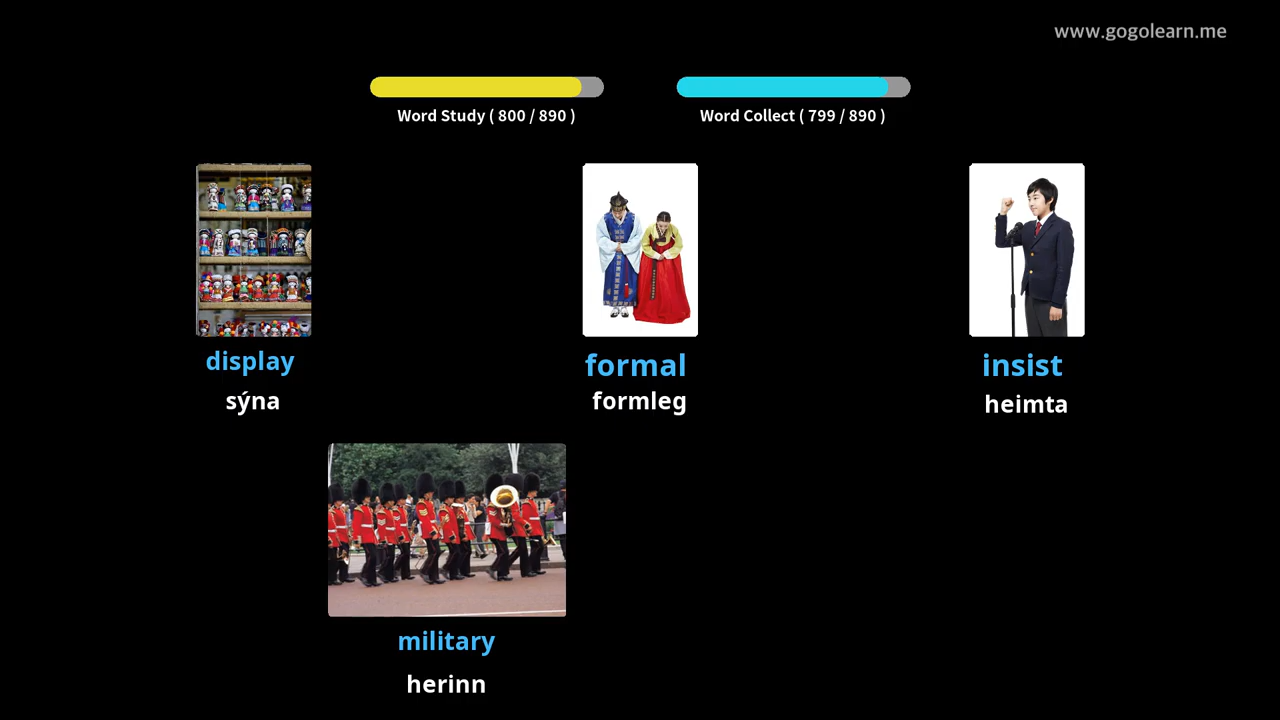 www.gogolearn.me
Word Study ( 800 / 890 )
Word Collect ( 799 / 890 )
display
sýna
formal
formleg
insist
heimta
military
herinn